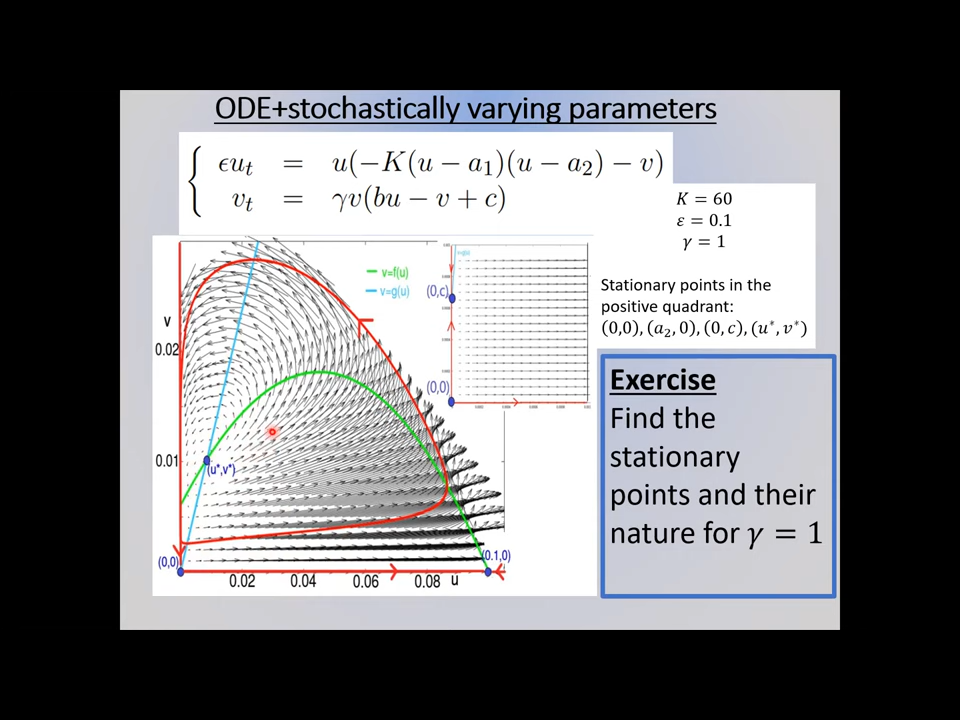 ODE+stochastically varying parameters
ϵu_t = u(−K(u − a_1)(u − a_2) − v)
v_t = γv(bu − v + c)
K = 60
ε = 0.1
γ = 1
Stationary points in the
positive quadrant:
(0,0), (a_2, 0), (0, c), (u*, v*)
v=f(u)
v=g(u)
v
0.02
0.01
(u*,v*)
(0,0)
(0.1,0)
0.02 0.04 0.06 0.08 u
(0,c)
(0,0)
Exercise
Find the
stationary
points and their
nature for γ = 1